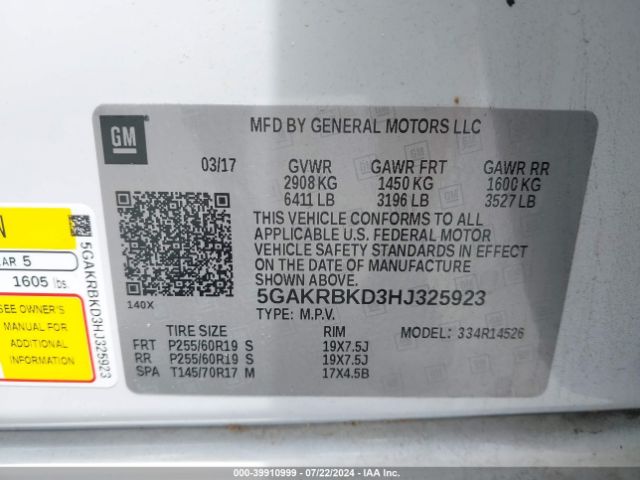 GM
MFD BY GENERAL MOTORS LLC
03/17 GVWR GAWR FRT GAWR RR
2908 KG 1450 KG 1600 KG
6411 LB 3196 LB 3527 LB
THIS VEHICLE CONFORMS TO ALL
APPLICABLE U.S. FEDERAL MOTOR
VEHICLE SAFETY STANDARDS IN EFFECT
ON THE DATE OF MANUFACTURE
SHOWN ABOVE.
140X
5GAKRBKD3HJ325923
TYPE: M.P.V.
TIRE SIZE RIM MODEL: 334R14526
FRT P255/60R19 S 19X7.5J
RR P255/60R19 S 19X7.5J
SPA T145/70R17 M 17X4.5B
N
AR 5
1605 lbs.
SEE OWNER'S
MANUAL FOR
ADDITIONAL
INFORMATION
5GAKRBKD3HJ325923
000-39910999 - 07/22/2024 - IAA Inc.